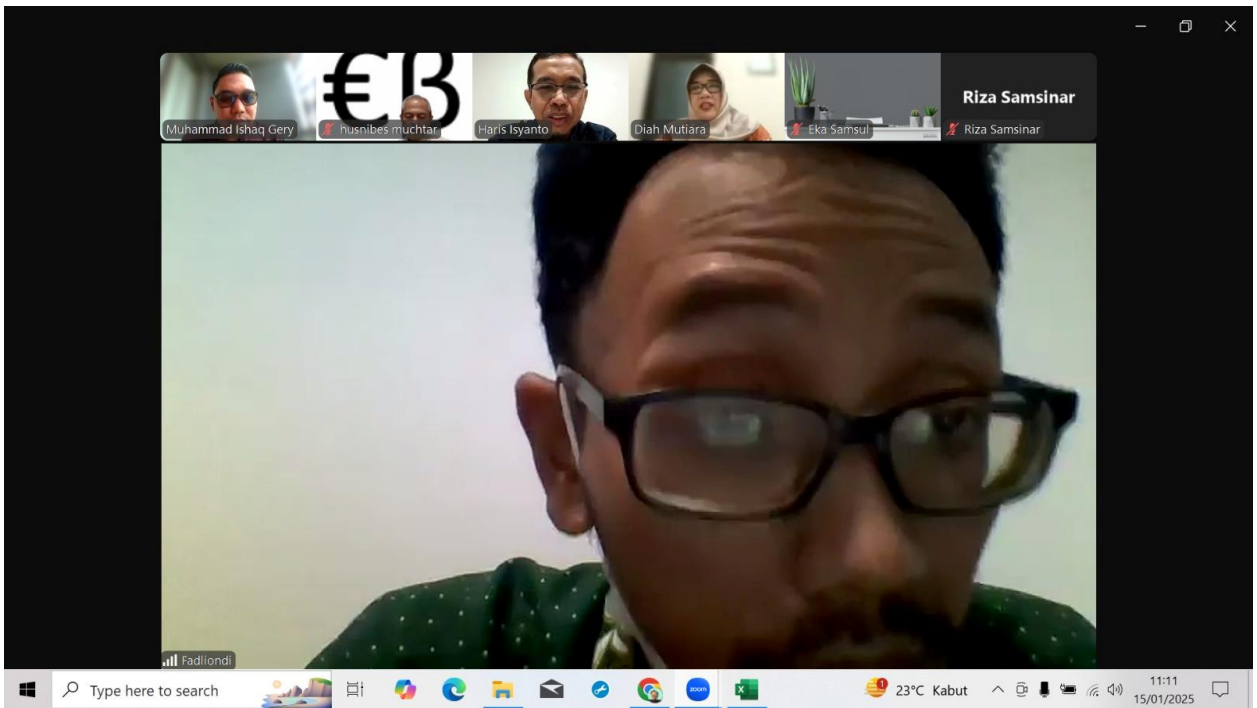 €β
Muhammad Ishaq Gery
husnibes muchtar
Haris Isyanto
Diah Mutiara
Eka Samsul
Riza Samsinar
Riza Samsinar
Fadliondi
Type here to search
zoom
23°C Kabut
11:11
15/01/2025